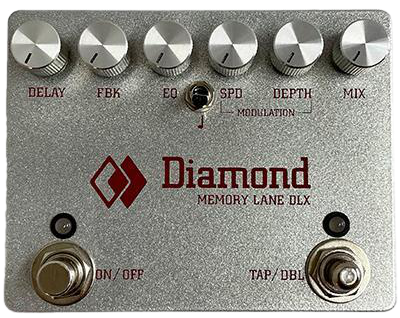 DELAY FBK EQ SPD DEPTH MIX
MODULATION
Diamond
MEMORY LANE DLX
ON/OFF TAP/DBL